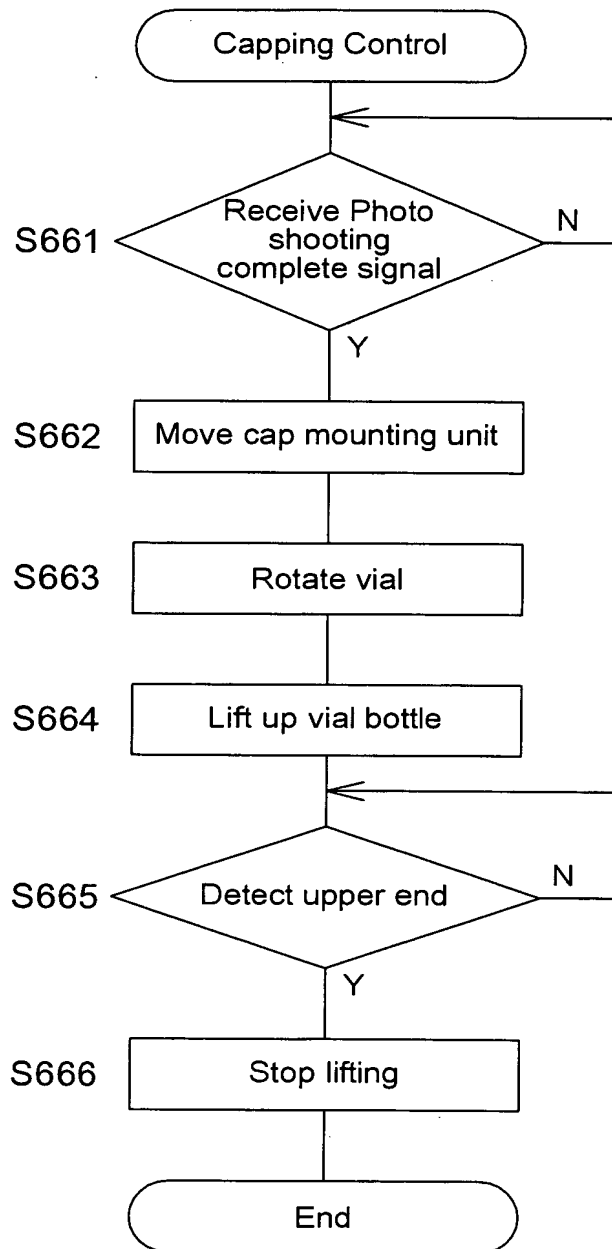 Capping Control
S661
Receive Photo
shooting
complete signal
N
Y
S662
Move cap mounting unit
S663
Rotate vial
S664
Lift up vial bottle
S665
Detect upper end
N
Y
S666
Stop lifting
End